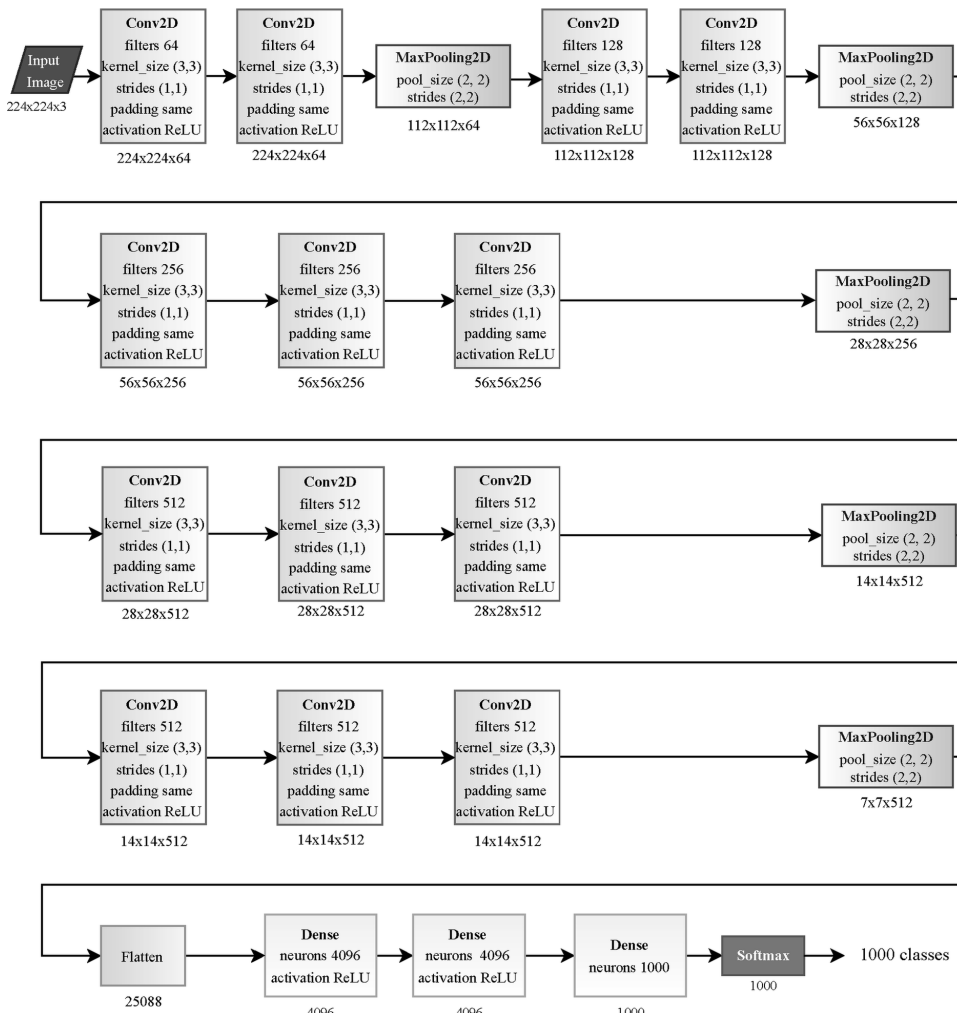 Input
Image
224x224x3
Conv2D
filters 64
kernel_size (3,3)
strides (1,1)
padding same
activation ReLU
224x224x64
Conv2D
filters 64
kernel_size (3,3)
strides (1,1)
padding same
activation ReLU
224x224x64
MaxPooling2D
pool_size (2, 2)
strides (2,2)
112x112x64
Conv2D
filters 128
kernel_size (3,3)
strides (1,1)
padding same
activation ReLU
112x112x128
Conv2D
filters 128
kernel_size (3,3)
strides (1,1)
padding same
activation ReLU
112x112x128
MaxPooling2D
pool_size (2, 2)
strides (2,2)
56x56x128
Conv2D
filters 256
kernel_size (3,3)
strides (1,1)
padding same
activation ReLU
56x56x256
Conv2D
filters 256
kernel_size (3,3)
strides (1,1)
padding same
activation ReLU
56x56x256
Conv2D
filters 256
kernel_size (3,3)
strides (1,1)
padding same
activation ReLU
56x56x256
MaxPooling2D
pool_size (2, 2)
strides (2,2)
28x28x256
Conv2D
filters 512
kernel_size (3,3)
strides (1,1)
padding same
activation ReLU
28x28x512
Conv2D
filters 512
kernel_size (3,3)
strides (1,1)
padding same
activation ReLU
28x28x512
Conv2D
filters 512
kernel_size (3,3)
strides (1,1)
padding same
activation ReLU
28x28x512
MaxPooling2D
pool_size (2, 2)
strides (2,2)
14x14x512
Conv2D
filters 512
kernel_size (3,3)
strides (1,1)
padding same
activation ReLU
14x14x512
Conv2D
filters 512
kernel_size (3,3)
strides (1,1)
padding same
activation ReLU
14x14x512
Conv2D
filters 512
kernel_size (3,3)
strides (1,1)
padding same
activation ReLU
14x14x512
MaxPooling2D
pool_size (2, 2)
strides (2,2)
7x7x512
Flatten
25088
Dense
neurons 4096
activation ReLU
4096
Dense
neurons 4096
activation ReLU
4096
Dense
neurons 1000
1000
Softmax
1000
1000 classes